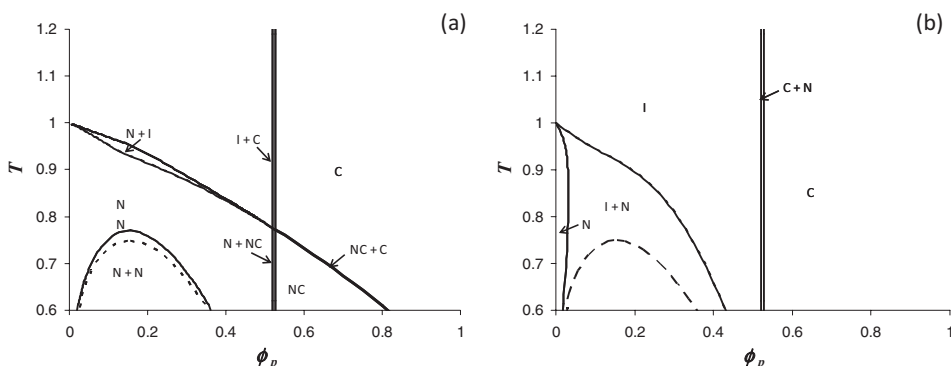 (a)
1.2
1.1
1
0.9
0.8
0.7
0.6
T
N + I
I + C
C
N
N
N + NC
NC + C
N + N
NC
0
0.2
0.4
0.6
0.8
1
ϕp
(b)
1.2
1.1
1
0.9
0.8
0.7
0.6
T
C + N
I
C
I + N
N
0
0.2
0.4
0.6
0.8
1
ϕp